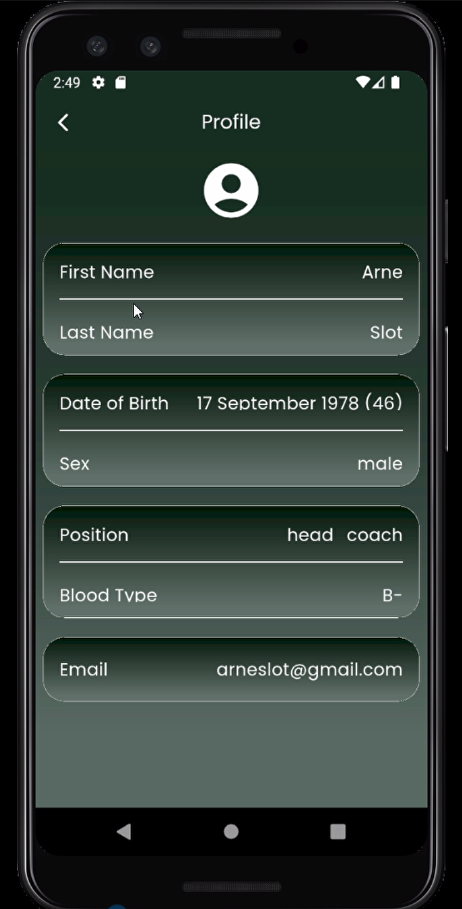 2:49
Profile
First Name Arne
Last Name Slot
Date of Birth 17 September 1978 (46)
Sex male
Position head coach
Blood Type B-
Email arneslot@gmail.com